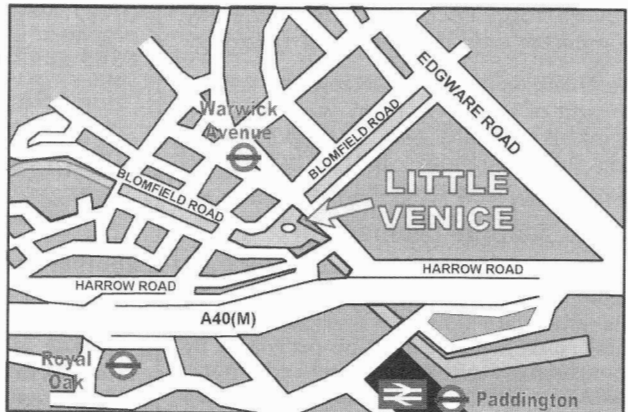 EDGWARE ROAD
Warwick
Avenue
BLOMFIELD ROAD
BLOMFIELD ROAD
LITTLE
VENICE
HARROW ROAD
HARROW ROAD
A40(M)
Royal
Oak
Paddington